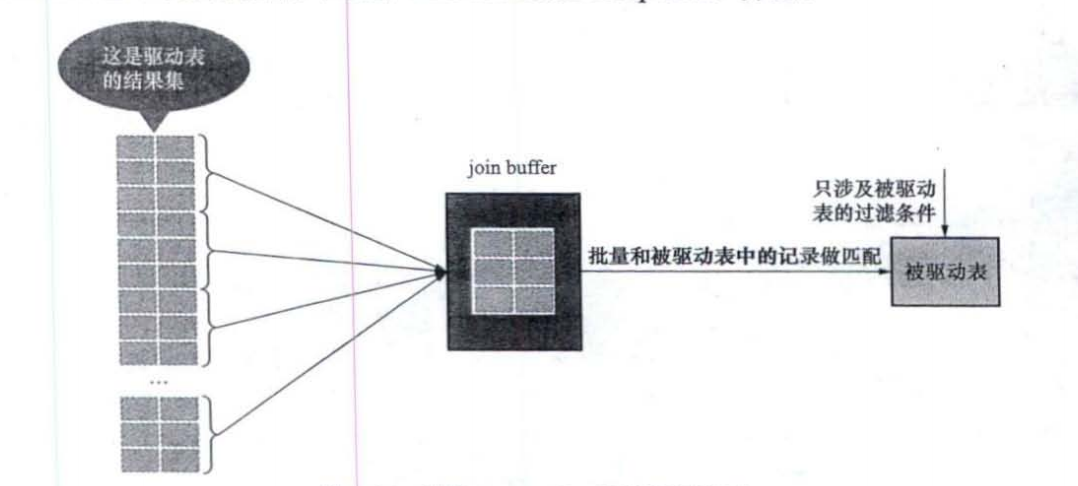 这是驱动表
的结果集
join buffer
只涉及被驱动
表的过滤条件
批量和被驱动表中的记录做匹配
被驱动表
...